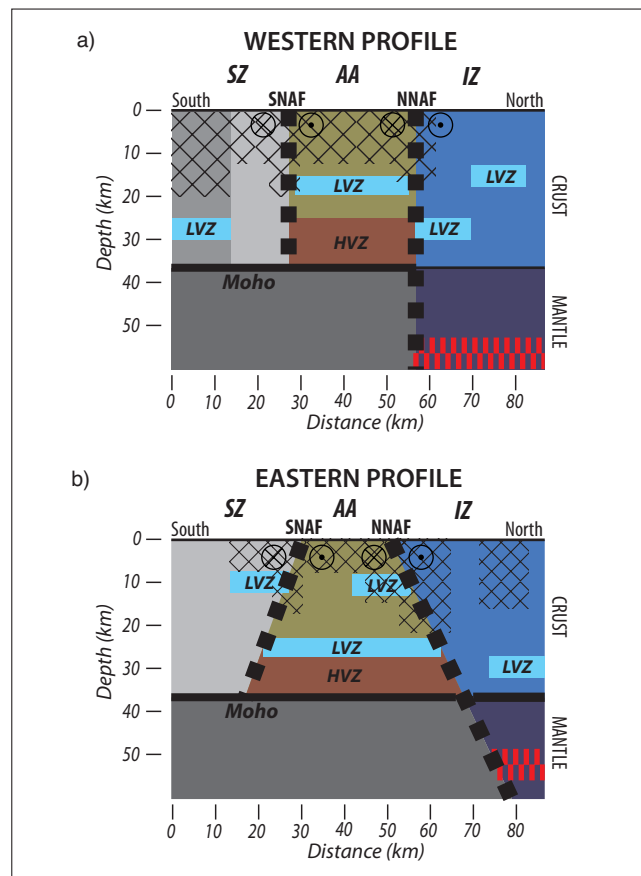 a)
WESTERN PROFILE
SZ AA IZ
South SNAF NNAF North
0
10
20
30
40
50
Depth (km)
LVZ
LVZ
LVZ
LVZ
HVZ
Moho
CRUST
MANTLE
0 10 20 30 40 50 60 70 80
Distance (km)
b)
EASTERN PROFILE
SZ AA IZ
South SNAF NNAF North
0
10
20
30
40
50
Depth (km)
LVZ LVZ
LVZ
LVZ
HVZ
Moho
CRUST
MANTLE
0 10 20 30 40 50 60 70 80
Distance (km)